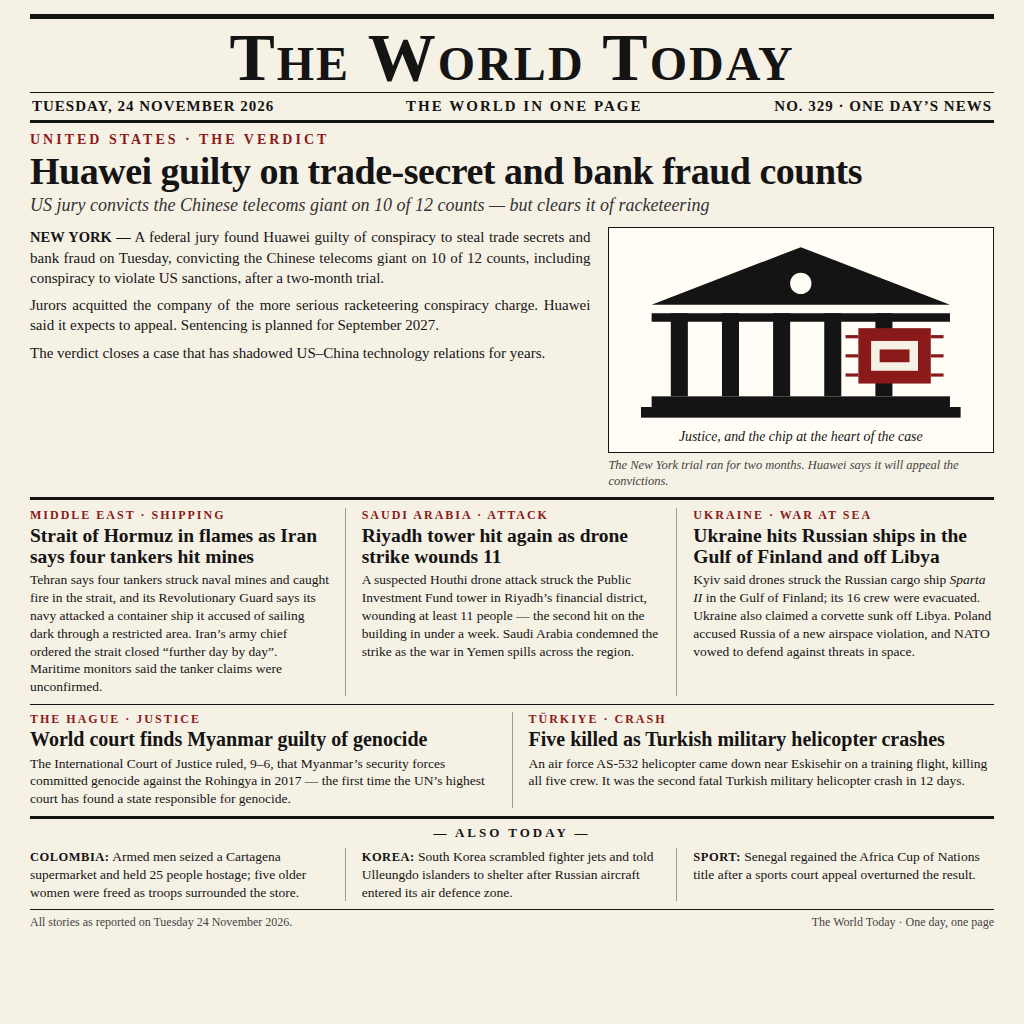 THE WORLD TODAY
TUESDAY, 24 NOVEMBER 2026
THE WORLD IN ONE PAGE
NO. 329 · ONE DAY’S NEWS
UNITED STATES · THE VERDICT
Huawei guilty on trade-secret and bank fraud counts
US jury convicts the Chinese telecoms giant on 10 of 12 counts — but clears it of racketeering
NEW YORK — A federal jury found Huawei guilty of conspiracy to steal trade secrets and
bank fraud on Tuesday, convicting the Chinese telecoms giant on 10 of 12 counts, including
conspiracy to violate US sanctions, after a two-month trial.
Jurors acquitted the company of the more serious racketeering conspiracy charge. Huawei
said it expects to appeal. Sentencing is planned for September 2027.
The verdict closes a case that has shadowed US–China technology relations for years.
Justice, and the chip at the heart of the case
The New York trial ran for two months. Huawei says it will appeal the
convictions.
MIDDLE EAST · SHIPPING
Strait of Hormuz in flames as Iran
says four tankers hit mines
Tehran says four tankers struck naval mines and caught
fire in the strait, and its Revolutionary Guard says its
navy attacked a container ship it accused of sailing
dark through a restricted area. Iran’s army chief
ordered the strait closed “further day by day”.
Maritime monitors said the tanker claims were
unconfirmed.
SAUDI ARABIA · ATTACK
Riyadh tower hit again as drone
strike wounds 11
A suspected Houthi drone attack struck the Public
Investment Fund tower in Riyadh’s financial district,
wounding at least 11 people — the second hit on the
building in under a week. Saudi Arabia condemned the
strike as the war in Yemen spills across the region.
UKRAINE · WAR AT SEA
Ukraine hits Russian ships in the
Gulf of Finland and off Libya
Kyiv said drones struck the Russian cargo ship Sparta
II in the Gulf of Finland; its 16 crew were evacuated.
Ukraine also claimed a corvette sunk off Libya. Poland
accused Russia of a new airspace violation, and NATO
vowed to defend against threats in space.
THE HAGUE · JUSTICE
World court finds Myanmar guilty of genocide
The International Court of Justice ruled, 9–6, that Myanmar’s security forces
committed genocide against the Rohingya in 2017 — the first time the UN’s highest
court has found a state responsible for genocide.
TÜRKIYE · CRASH
Five killed as Turkish military helicopter crashes
An air force AS-532 helicopter came down near Eskisehir on a training flight, killing
all five crew. It was the second fatal Turkish military helicopter crash in 12 days.
— ALSO TODAY —
COLOMBIA: Armed men seized a Cartagena
supermarket and held 25 people hostage; five older
women were freed as troops surrounded the store.
KOREA: South Korea scrambled fighter jets and told
Ulleungdo islanders to shelter after Russian aircraft
entered its air defence zone.
SPORT: Senegal regained the Africa Cup of Nations
title after a sports court appeal overturned the result.
All stories as reported on Tuesday 24 November 2026.
The World Today · One day, one page